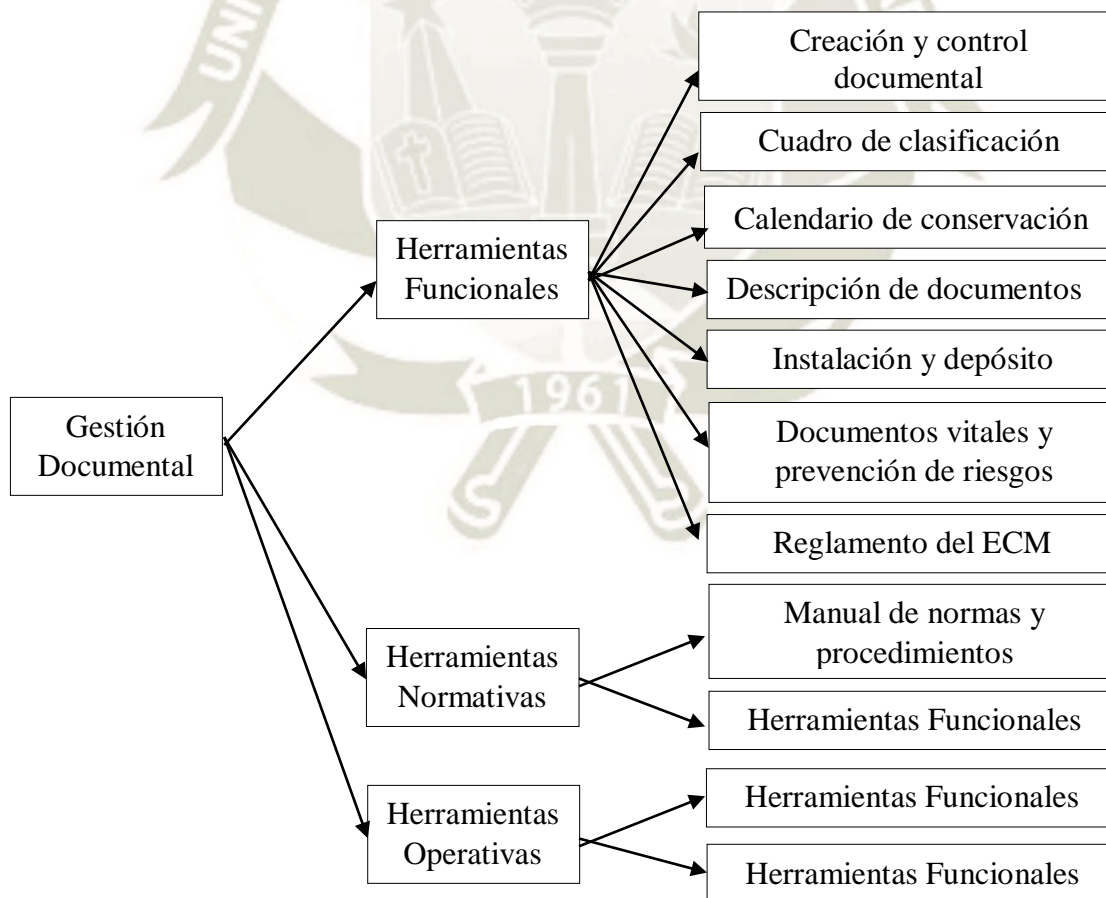 UNI
Creación y control
documental
Cuadro de clasificación
Calendario de conservación
Herramientas
Funcionales
Descripción de documentos
Instalación y depósito
1961
Gestión
Documental
Documentos vitales y
prevención de riesgos
Reglamento del ECM
Herramientas
Normativas
Manual de normas y
procedimientos
Herramientas Funcionales
Herramientas
Operativas
Herramientas Funcionales
Herramientas Funcionales